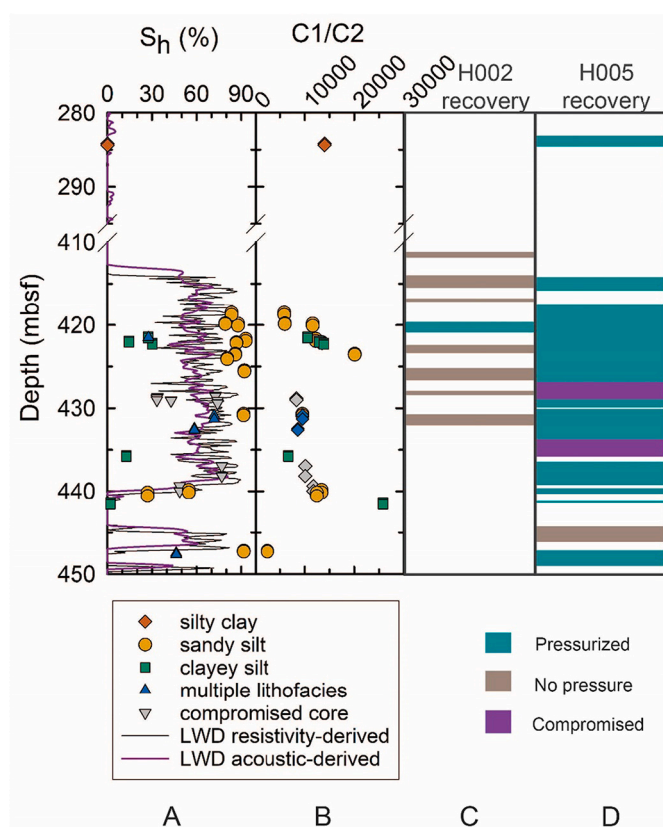 Sh (%)
C1/C2
0 30 60 90
0 10000 20000 30000
H002
recovery
H005
recovery
280
290
410
420
430
440
450
Depth (mbsf)
silty clay
sandy silt
clayey silt
multiple lithofacies
compromised core
LWD resistivity-derived
LWD acoustic-derived
Pressurized
No pressure
Compromised
A B C D